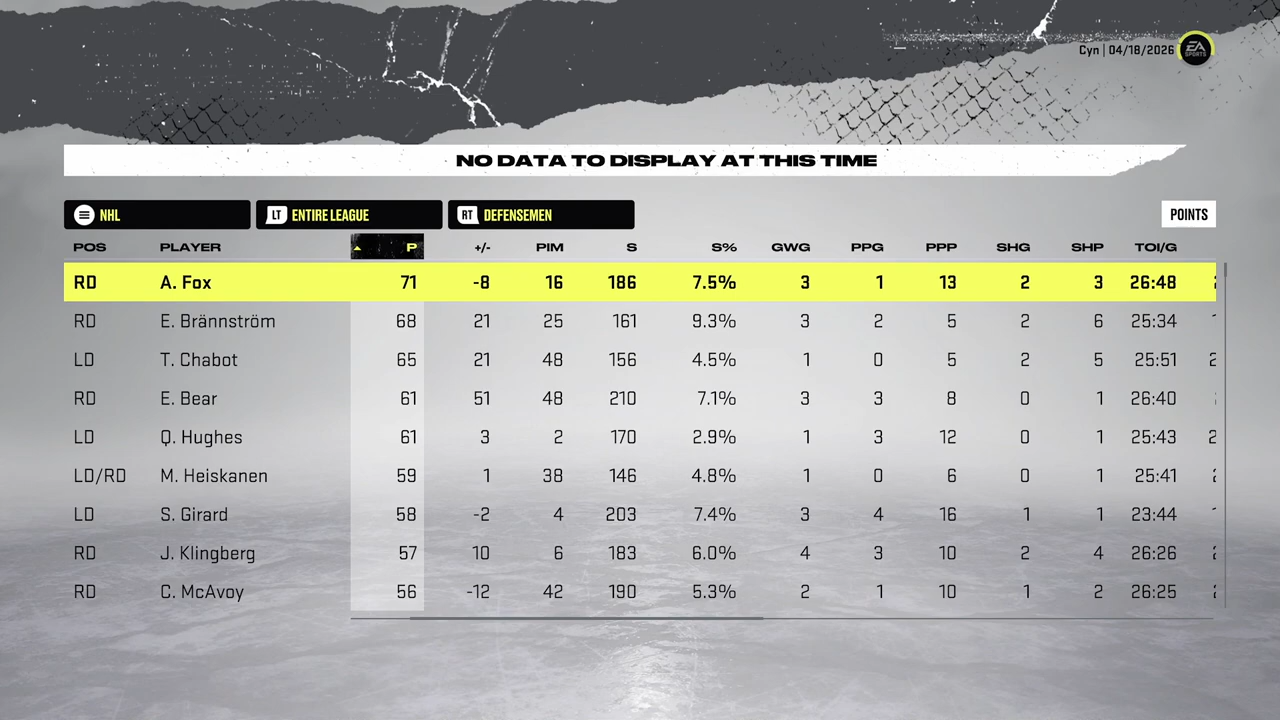 Cyn | 04/18/2026 EA SPORTS
NO DATA TO DISPLAY AT THIS TIME
NHL LT ENTIRE LEAGUE RT DEFENSEMEN POINTS
POS PLAYER P +/- PIM S S% GWG PPG PPP SHG SHP TOI/G
RD A. Fox 71 -8 16 186 7.5% 3 1 13 2 3 26:48
RD E. Brännström 68 21 25 161 9.3% 3 2 5 2 6 25:34
LD T. Chabot 65 21 48 156 4.5% 1 0 5 2 5 25:51
RD E. Bear 61 51 48 210 7.1% 3 3 8 0 1 26:40
LD Q. Hughes 61 3 2 170 2.9% 1 3 12 0 1 25:43
LD/RD M. Heiskanen 59 1 38 146 4.8% 1 0 6 0 1 25:41
LD S. Girard 58 -2 4 203 7.4% 3 4 16 1 1 23:44
RD J. Klingberg 57 10 6 183 6.0% 4 3 10 2 4 26:26
RD C. McAvoy 56 -12 42 190 5.3% 2 1 10 1 2 26:25